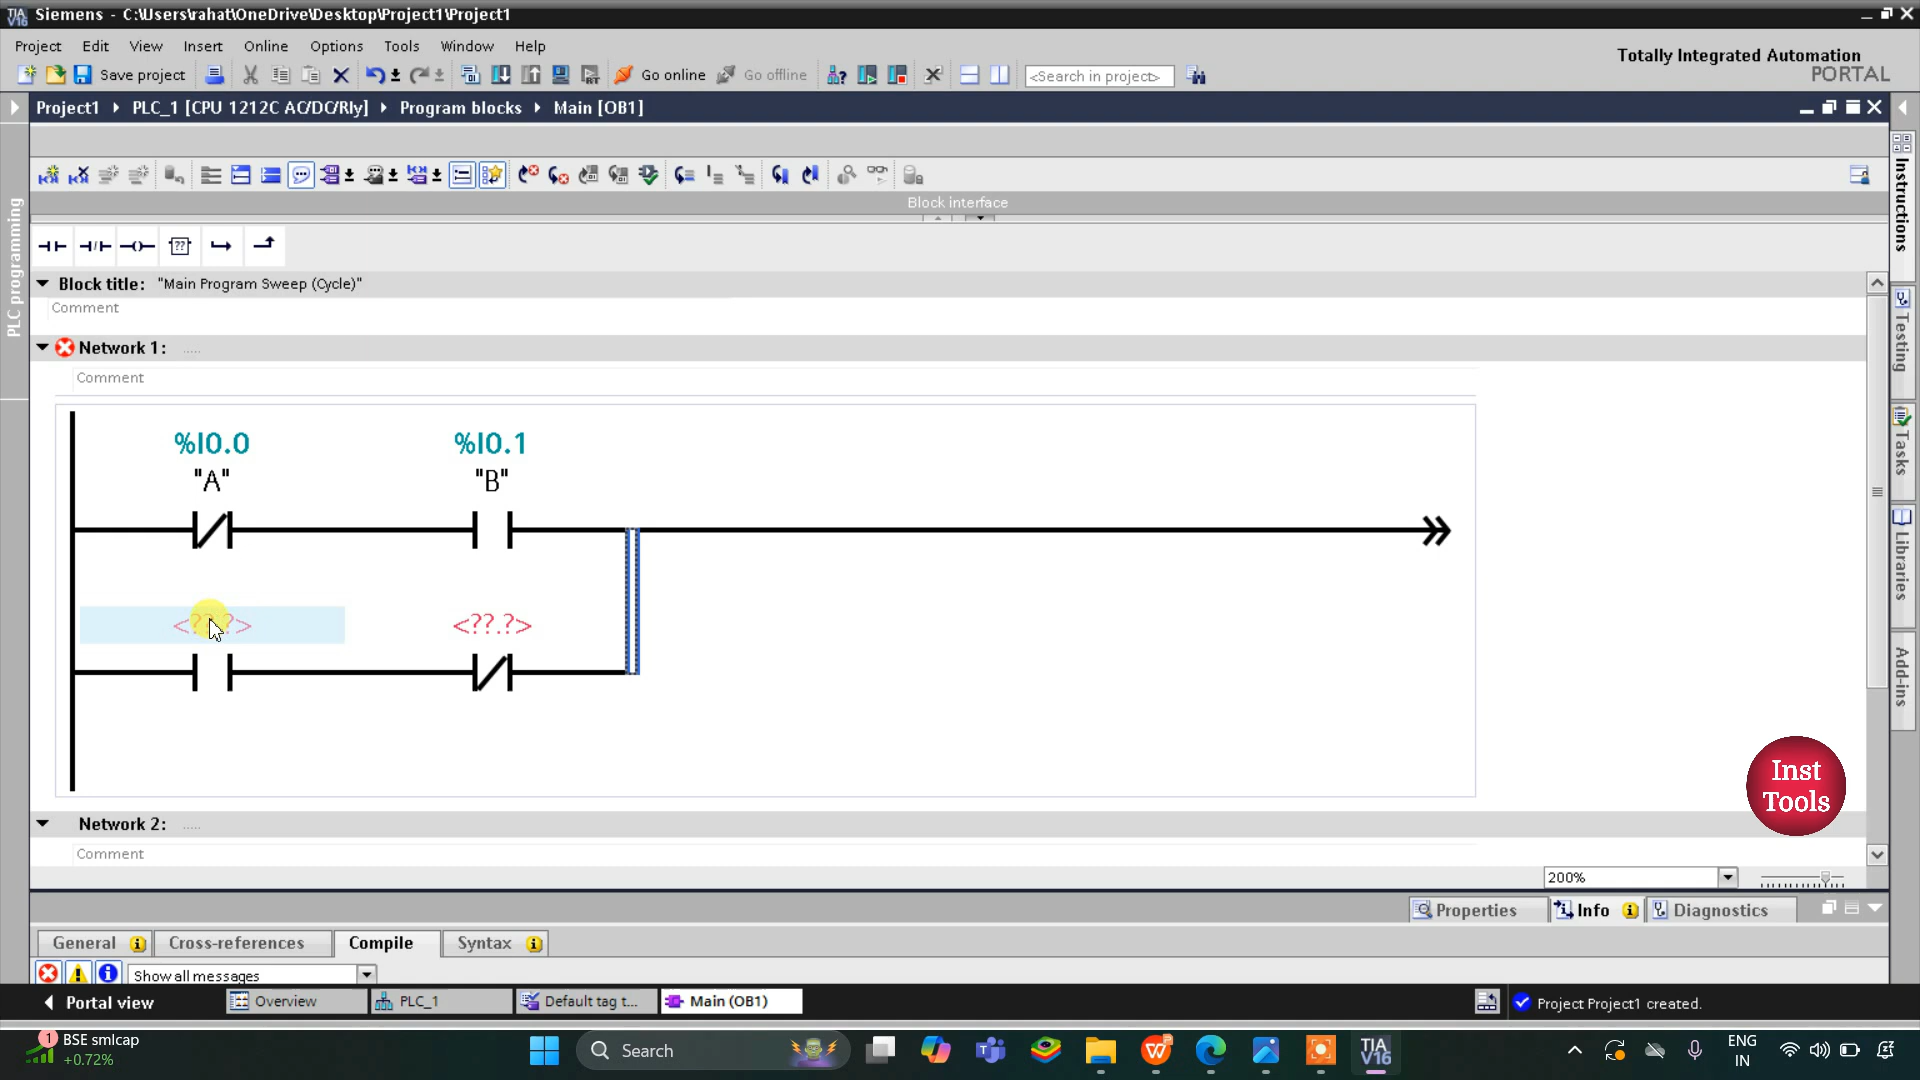 Siemens - C:\Users\rahat\OneDrive\Desktop\Project1\Project1
Project Edit View Insert Online Options Tools Window Help
Totally Integrated Automation
PORTAL
Save project
Go online
Go offline
<Search in project>
Project1 PLC_1 [CPU 1212C AC/DC/Rly] Program blocks Main [OB1]
Block interface
Block title: "Main Program Sweep (Cycle)"
Comment
Network 1: .....
Comment
%I0.0 %I0.1
"A" "B"
<??.?> <??.?>
Network 2: .....
Comment
200%
Properties Info Diagnostics
General Cross-references Compile Syntax
Show all messages
Portal view Overview PLC_1 Default tag t... Main (OB1) Project Project1 created.
PLC programming
Instructions
Testing
Tasks
Libraries
Add-ins
Inst
Tools
1 BSE smlcap
+0.72%
Search
TIA
V16
ENG
IN